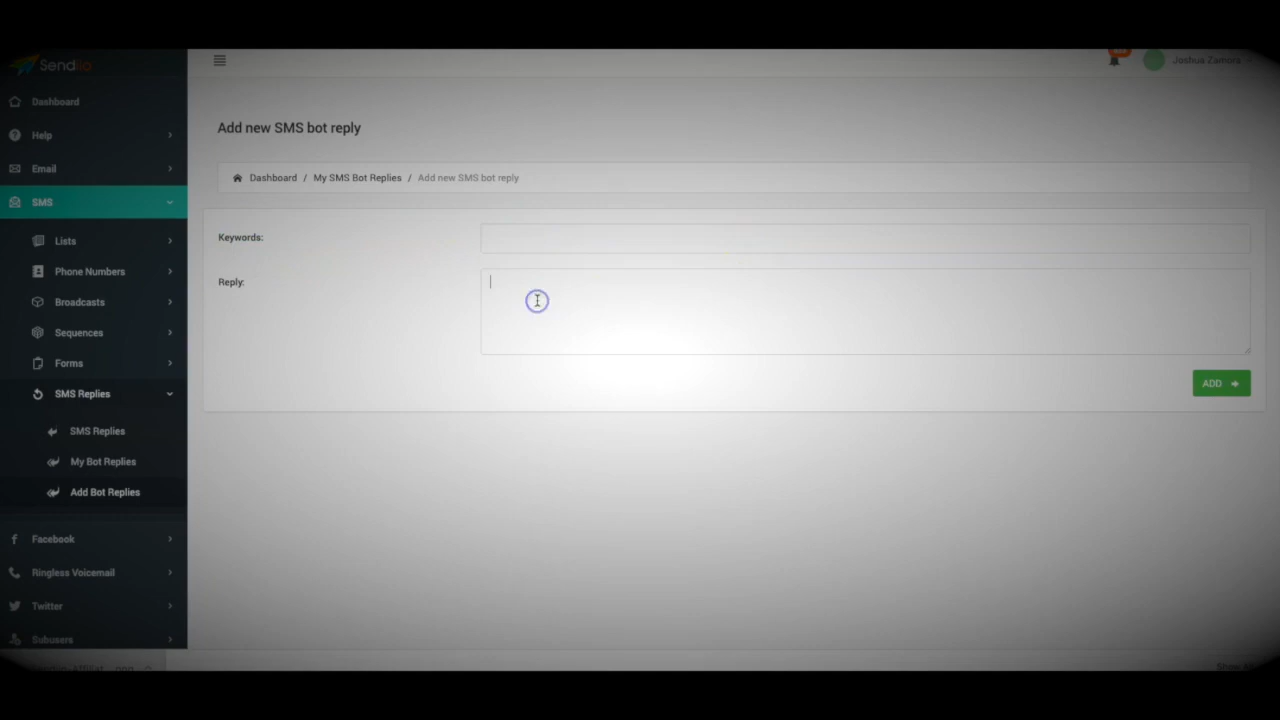 Sendiio
Joshua Zamora
Dashboard
Help
Email
SMS
Lists
Phone Numbers
Broadcasts
Sequences
Forms
SMS Replies
SMS Replies
My Bot Replies
Add Bot Replies
Facebook
Ringless Voicemail
Twitter
Subusers
Add new SMS bot reply
Dashboard / My SMS Bot Replies / Add new SMS bot reply
Keywords:
Reply:
ADD
Show All